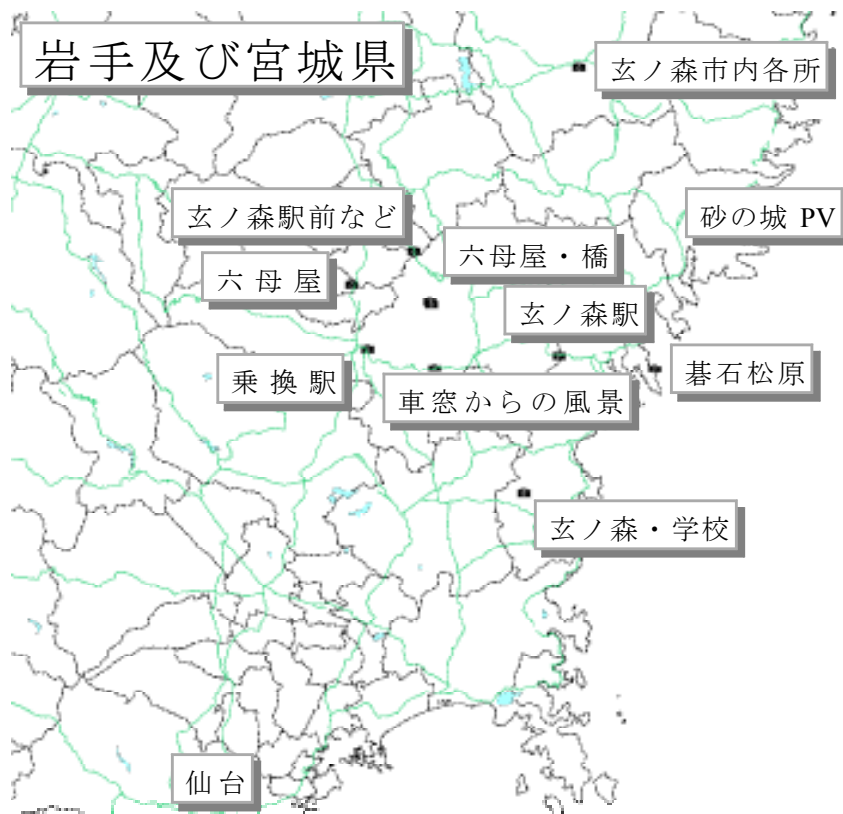 岩手及び宮城県
玄ノ森市内各所
玄ノ森駅前など
砂の城 PV
六母屋・橋
六母屋
玄ノ森駅
乗換駅
碁石松原
車窓からの風景
玄ノ森・学校
仙台